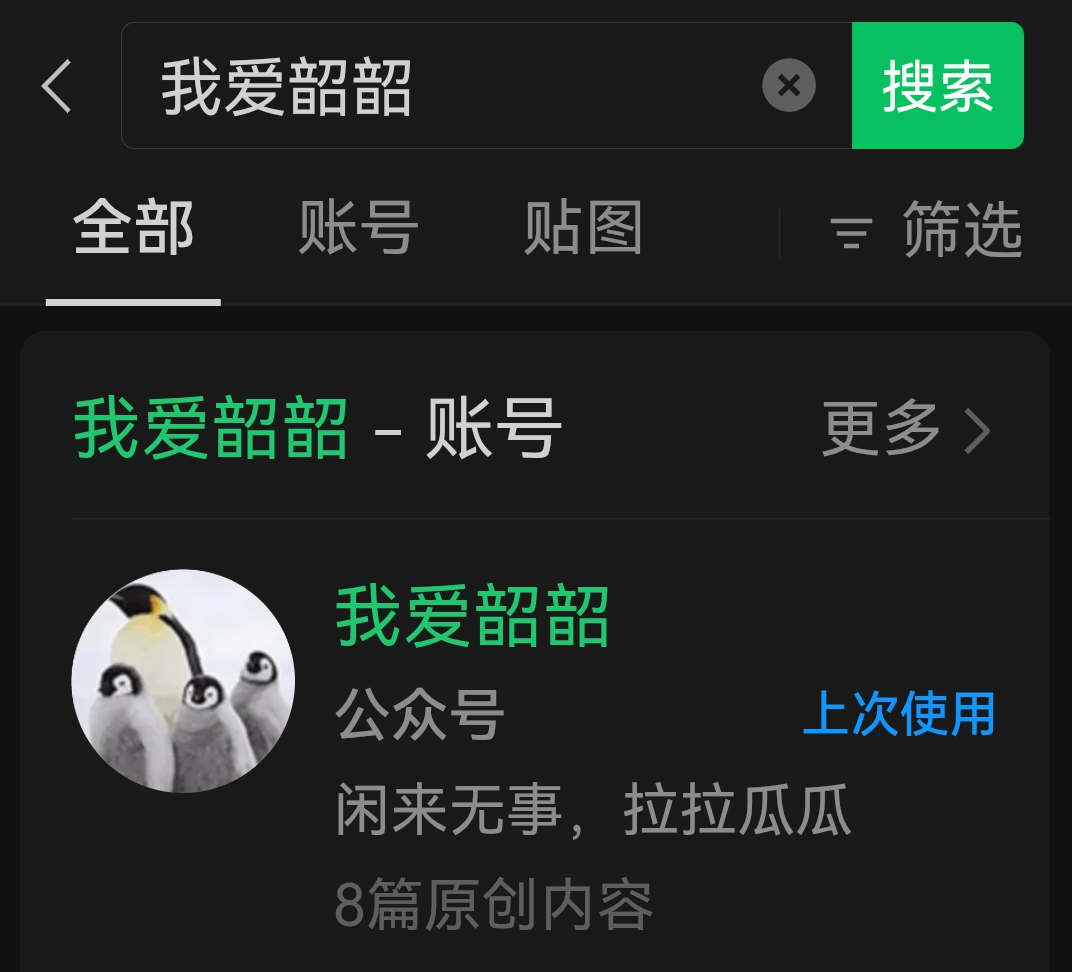 我爱韶韶 搜索
全部 账号 贴图 筛选
我爱韶韶 - 账号 更多
我爱韶韶
公众号 上次使用
闲来无事，拉拉瓜瓜
8篇原创内容